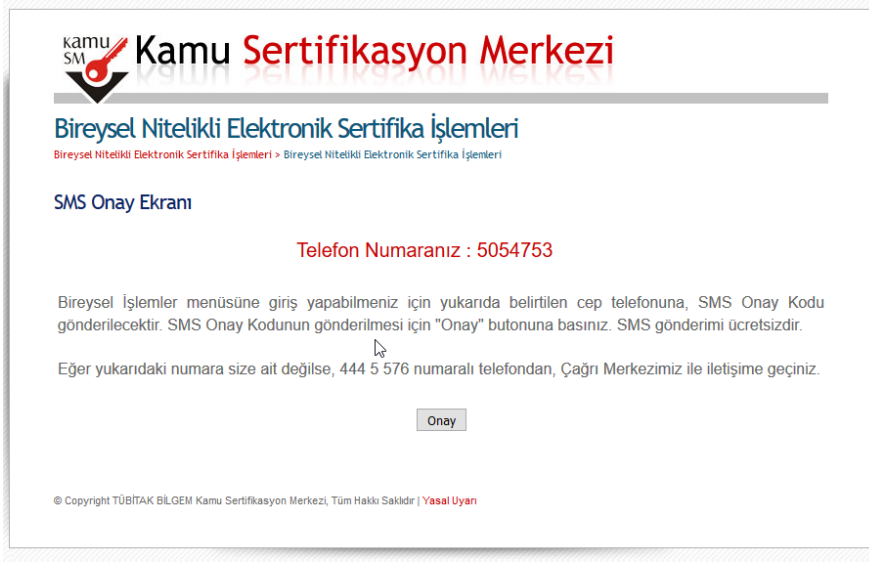 kamu
SM
Kamu Sertifikasyon Merkezi
Bireysel Nitelikli Elektronik Sertifika İşlemleri
Bireysel Nitelikli Elektronik Sertifika İşlemleri > Bireysel Nitelikli Elektronik Sertifika İşlemleri
SMS Onay Ekranı
Telefon Numaranız : 5054753
Bireysel İşlemler menüsüne giriş yapabilmeniz için yukarıda belirtilen cep telefonuna, SMS Onay Kodu
gönderilecektir. SMS Onay Kodunun gönderilmesi için "Onay" butonuna basınız. SMS gönderimi ücretsizdir.
Eğer yukarıdaki numara size ait değilse, 444 5 576 numaralı telefondan, Çağrı Merkezimiz ile iletişime geçiniz.
Onay
© Copyright TÜBİTAK BİLGEM Kamu Sertifikasyon Merkezi, Tüm Hakkı Saklıdır | Yasal Uyarı